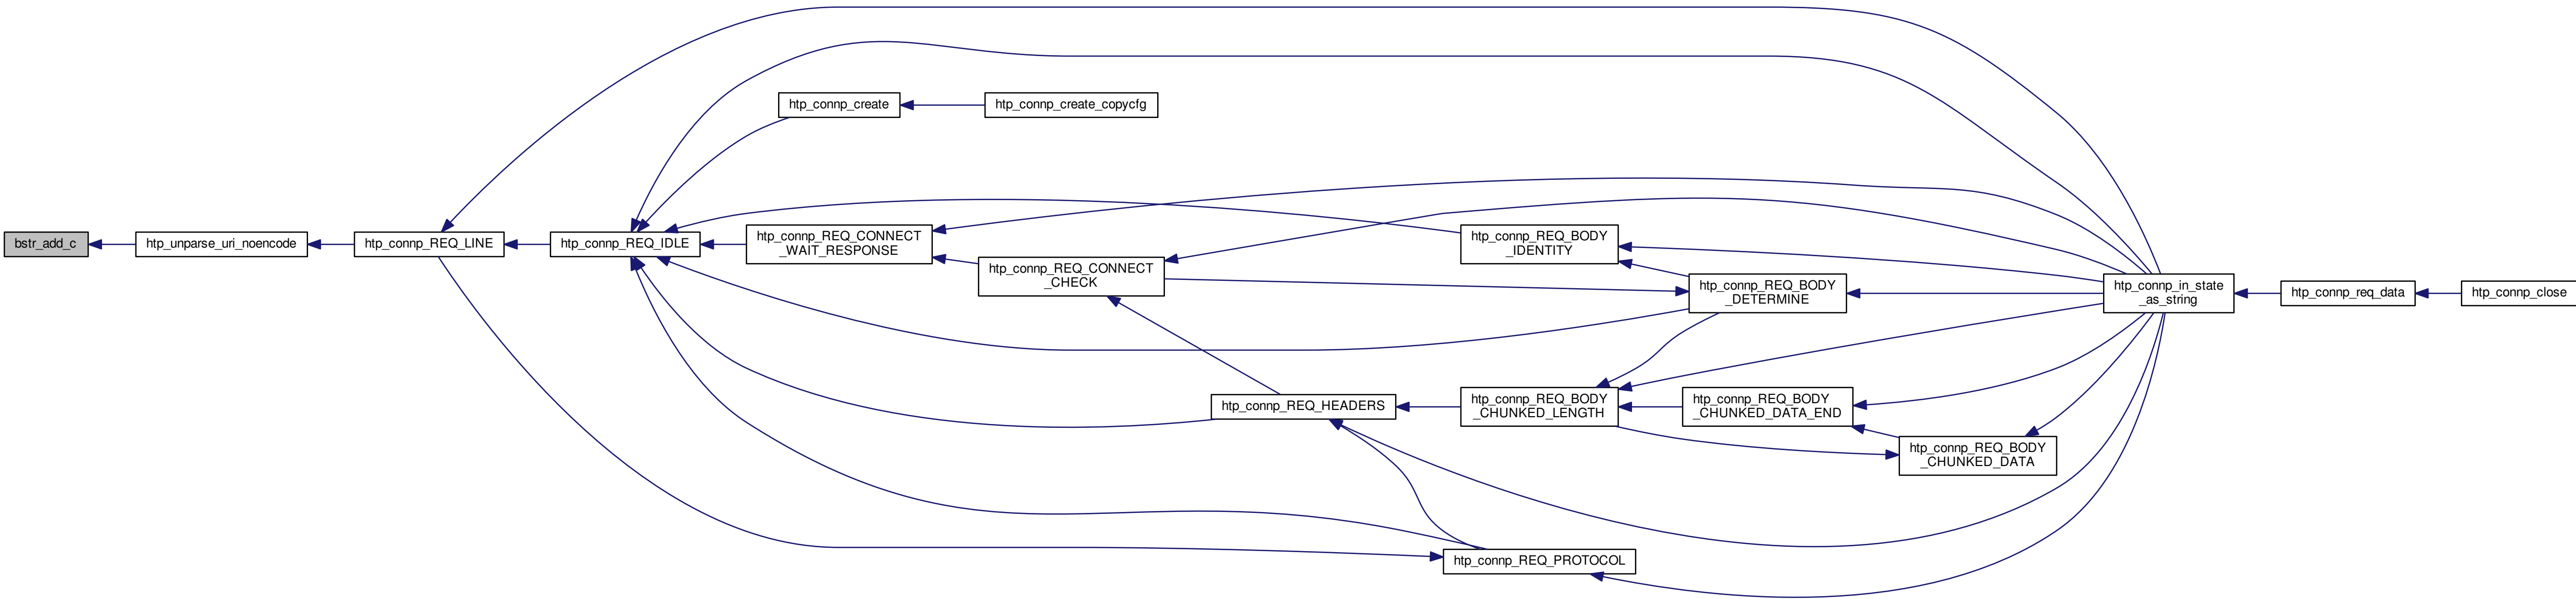 bstr_add_c
htp_unparse_uri_noencode
htp_connp_REQ_LINE
htp_connp_REQ_IDLE
htp_connp_create
htp_connp_create_copycfg
htp_connp_REQ_CONNECT
_WAIT_RESPONSE
htp_connp_REQ_CONNECT
_CHECK
htp_connp_REQ_HEADERS
htp_connp_REQ_BODY
_IDENTITY
htp_connp_REQ_BODY
_DETERMINE
htp_connp_REQ_BODY
_CHUNKED_LENGTH
htp_connp_REQ_BODY
_CHUNKED_DATA_END
htp_connp_REQ_BODY
_CHUNKED_DATA
htp_connp_REQ_PROTOCOL
htp_connp_in_state
_as_string
htp_connp_req_data
htp_connp_close